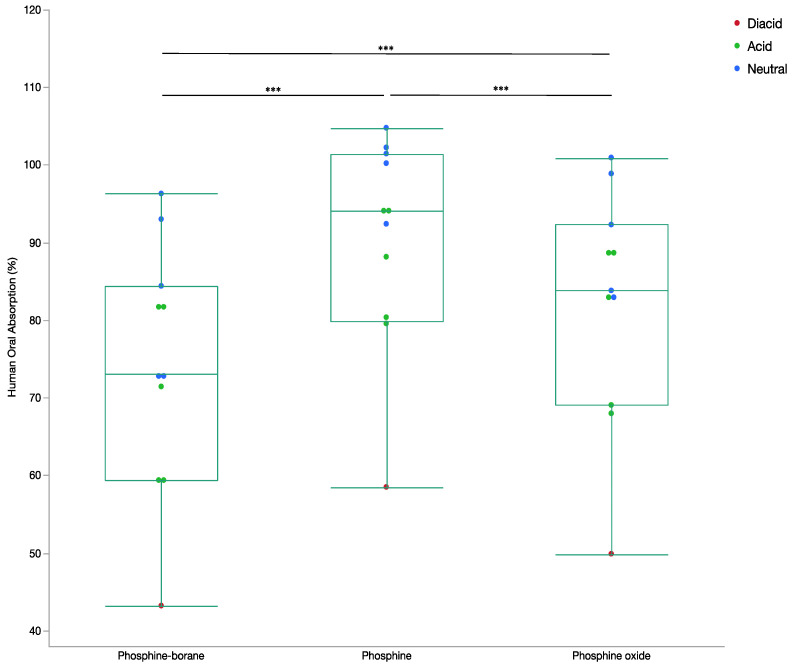 120
110
100
90
80
70
60
50
40
Human Oral Absorption (%)
***
***
***
Diacid
Acid
Neutral
Phosphine-borane
Phosphine
Phosphine oxide